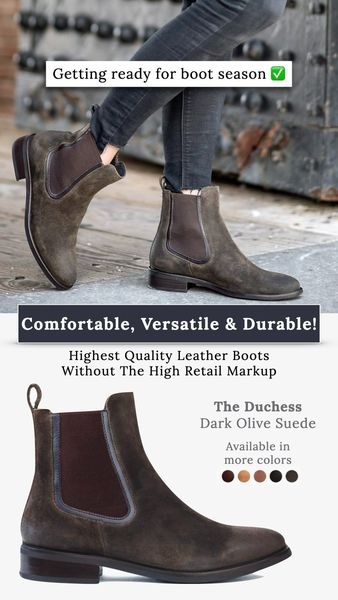 Getting ready for boot season ✅
Comfortable, Versatile & Durable!
Highest Quality Leather Boots
Without The High Retail Markup
The Duchess
Dark Olive Suede
Available in
more colors